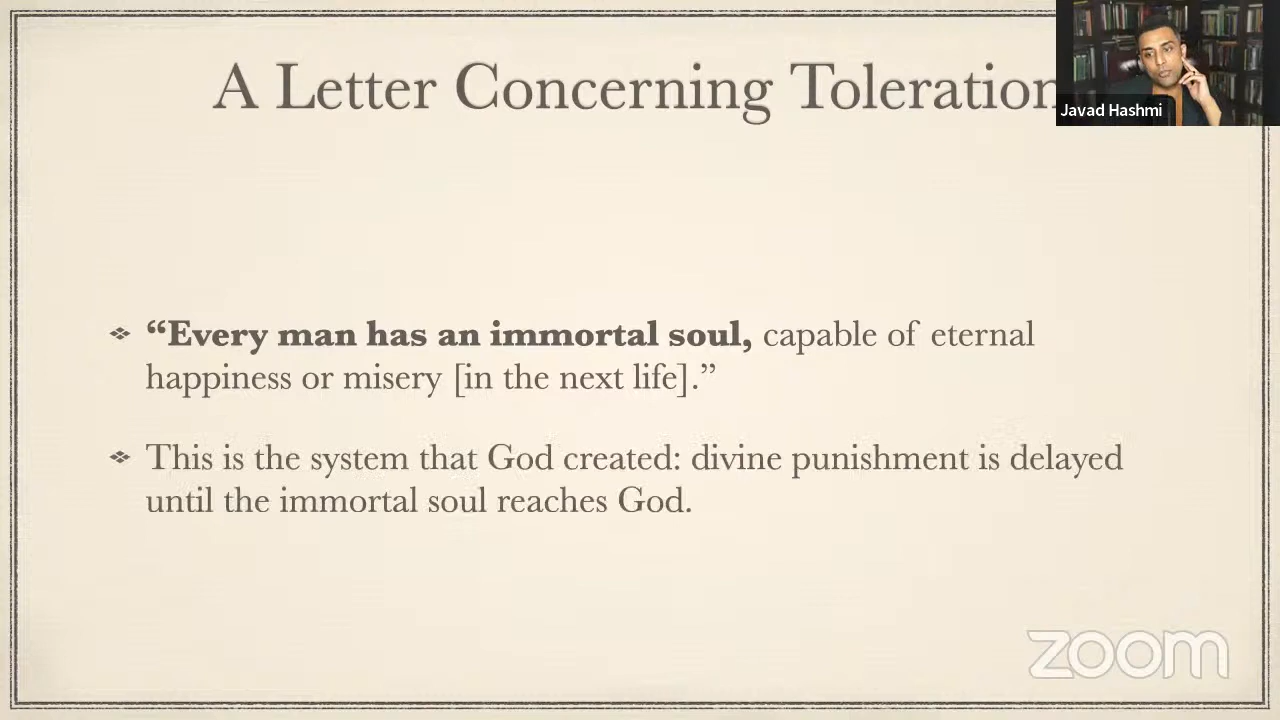 A Letter Concerning Toleration
Javad Hashmi
“Every man has an immortal soul, capable of eternal
happiness or misery [in the next life].”
This is the system that God created: divine punishment is delayed
until the immortal soul reaches God.
zoom